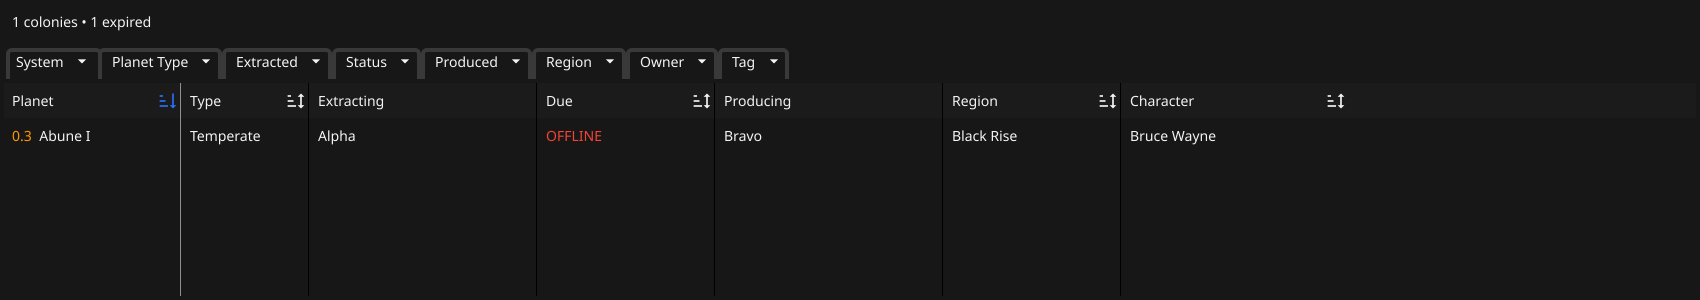 1 colonies • 1 expired
System Planet Type Extracted Status Produced Region Owner Tag
Planet Type Extracting Due Producing Region Character
0.3 Abune I Temperate Alpha OFFLINE Bravo Black Rise Bruce Wayne